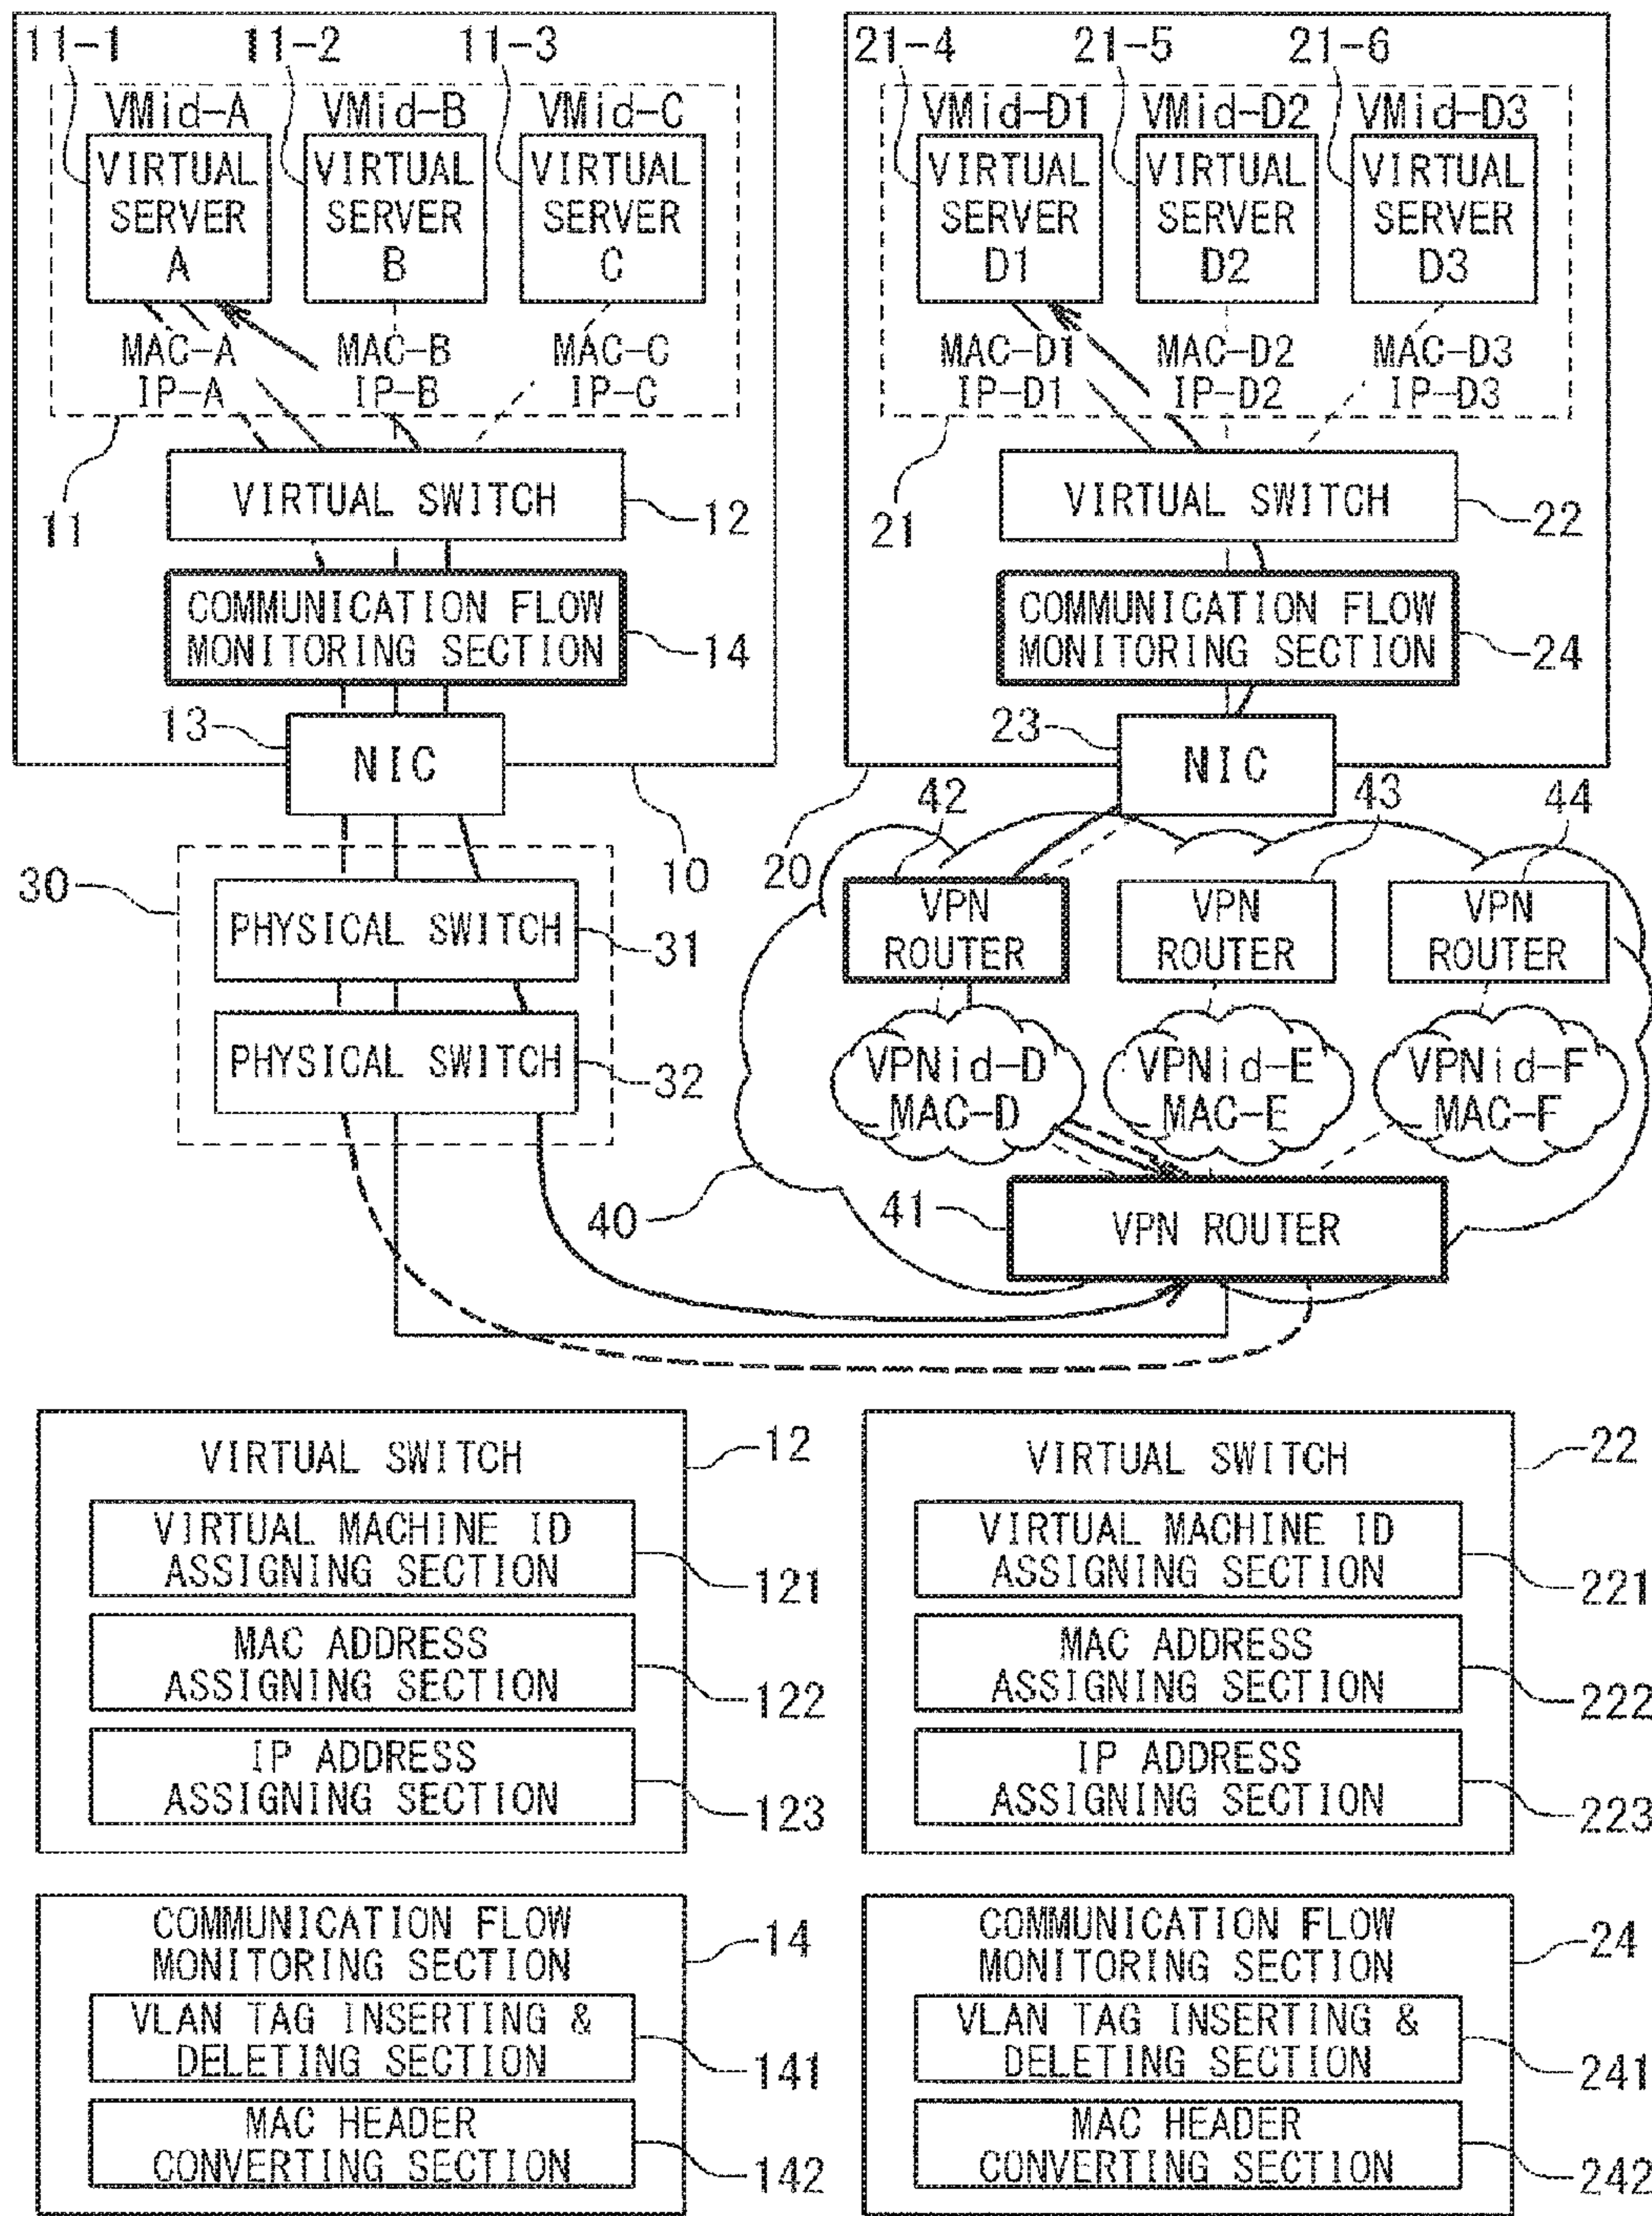 11-1 11-2 11-3
VMid-A VMid-B VMid-C
VIRTUAL SERVER A
VIRTUAL SERVER B
VIRTUAL SERVER C
MAC-A MAC-B MAC-C
IP-A IP-B IP-C
11
VIRTUAL SWITCH
12
COMMUNICATION FLOW
MONITORING SECTION
14
13
NIC
10
21-4 21-5 21-6
VMid-D1 VMid-D2 VMid-D3
VIRTUAL SERVER D1
VIRTUAL SERVER D2
VIRTUAL SERVER D3
MAC-D1 MAC-D2 MAC-D3
IP-D1 IP-D2 IP-D3
21
VIRTUAL SWITCH
22
COMMUNICATION FLOW
MONITORING SECTION
24
23
NIC
20
30
PHYSICAL SWITCH
31
PHYSICAL SWITCH
32
42 43 44
VPN ROUTER
VPN ROUTER
VPN ROUTER
VPNid-D VPNid-E VPNid-F
MAC-D MAC-E MAC-F
40
41
VPN ROUTER
VIRTUAL SWITCH
12
VIRTUAL MACHINE ID
ASSIGNING SECTION
121
MAC ADDRESS
ASSIGNING SECTION
122
IP ADDRESS
ASSIGNING SECTION
123
VIRTUAL SWITCH
22
VIRTUAL MACHINE ID
ASSIGNING SECTION
221
MAC ADDRESS
ASSIGNING SECTION
222
IP ADDRESS
ASSIGNING SECTION
223
COMMUNICATION FLOW
MONITORING SECTION
14
VLAN TAG INSERTING &
DELETING SECTION
141
MAC HEADER
CONVERTING SECTION
142
COMMUNICATION FLOW
MONITORING SECTION
24
VLAN TAG INSERTING &
DELETING SECTION
241
MAC HEADER
CONVERTING SECTION
242